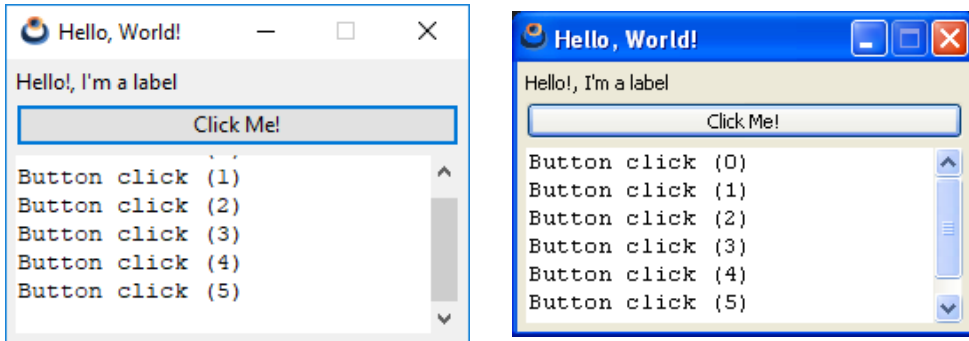 Hello, World!
Hello!, I'm a label
Click Me!
Button click (1)
Button click (2)
Button click (3)
Button click (4)
Button click (5)
Hello, World!
Hello!, I'm a label
Click Me!
Button click (0)
Button click (1)
Button click (2)
Button click (3)
Button click (4)
Button click (5)